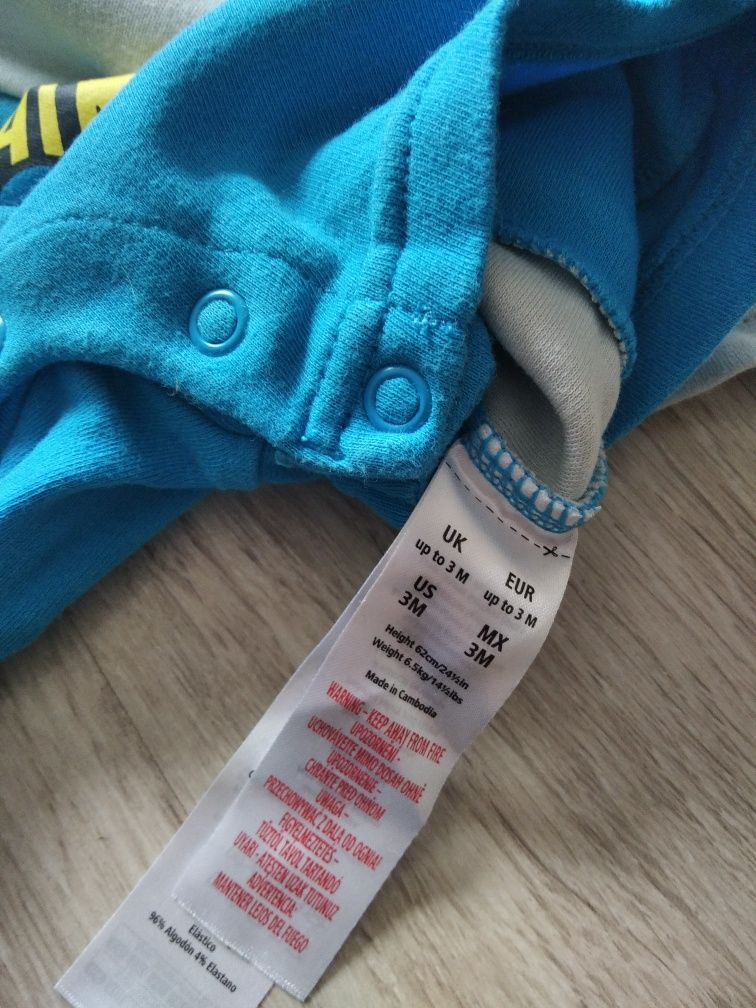 UK
up to 3 M
EUR
up to 3 M
US
3M
MX
3M
Height 62cm/24½in
Weight 6.5kg/14½lbs
Made in Cambodia
WARNING – KEEP AWAY FROM FIRE
UPOZORNĚNÍ –
UCHOVÁVEJTE MIMO DOSAH OHNĚ
UPOZORNENIE –
CHRÁŇTE PRED OHŇOM
UWAGA –
PRZECHOWYWAĆ Z DALA OD OGNIA!
FIGYELMEZTETÉS –
TŰZTŐL TÁVOL TARTANDÓ
UYARI - ATEŞTEN UZAK TUTUNUZ
ADVERTENCIA:
MANTENER LEJOS DEL FUEGO
Elástico
96% Algodón 4% Elastano